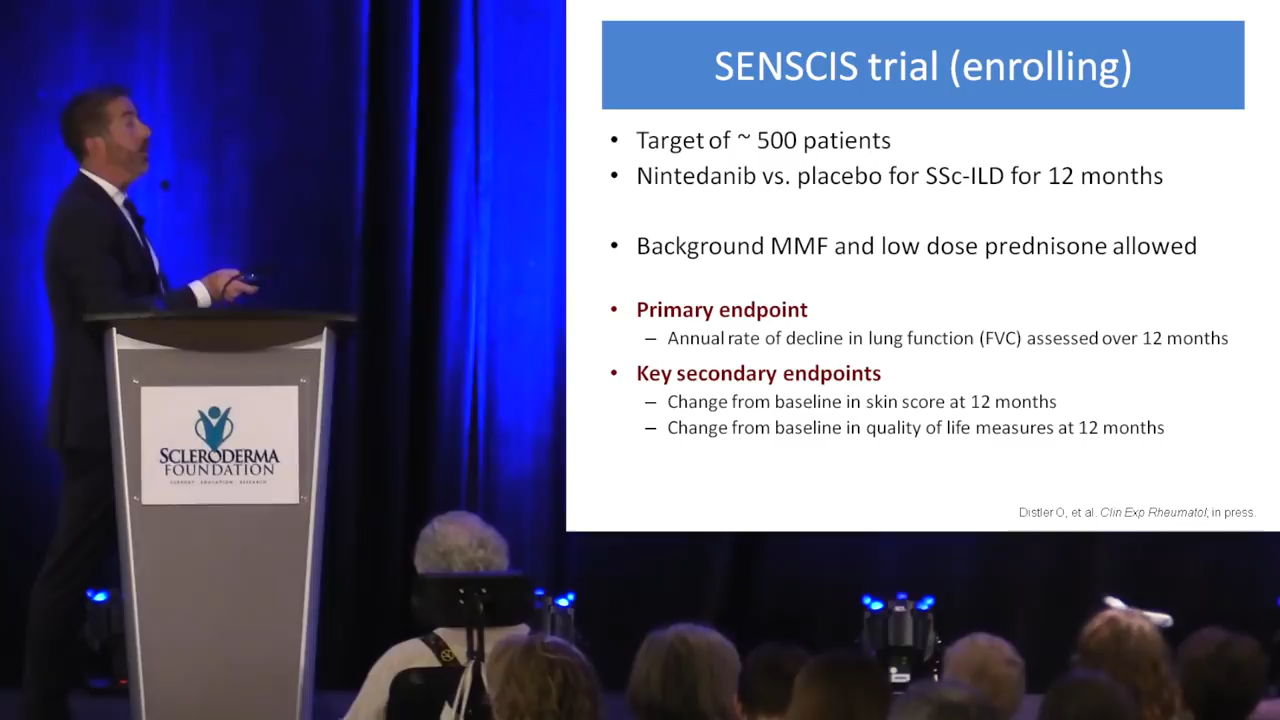 SENSCIS trial (enrolling)
• Target of ~ 500 patients
• Nintedanib vs. placebo for SSc-ILD for 12 months
• Background MMF and low dose prednisone allowed
• Primary endpoint
– Annual rate of decline in lung function (FVC) assessed over 12 months
• Key secondary endpoints
– Change from baseline in skin score at 12 months
– Change from baseline in quality of life measures at 12 months
Distler O, et al. Clin Exp Rheumatol, in press.
SCLERODERMA
FOUNDATION
SUPPORT · EDUCATION · RESEARCH